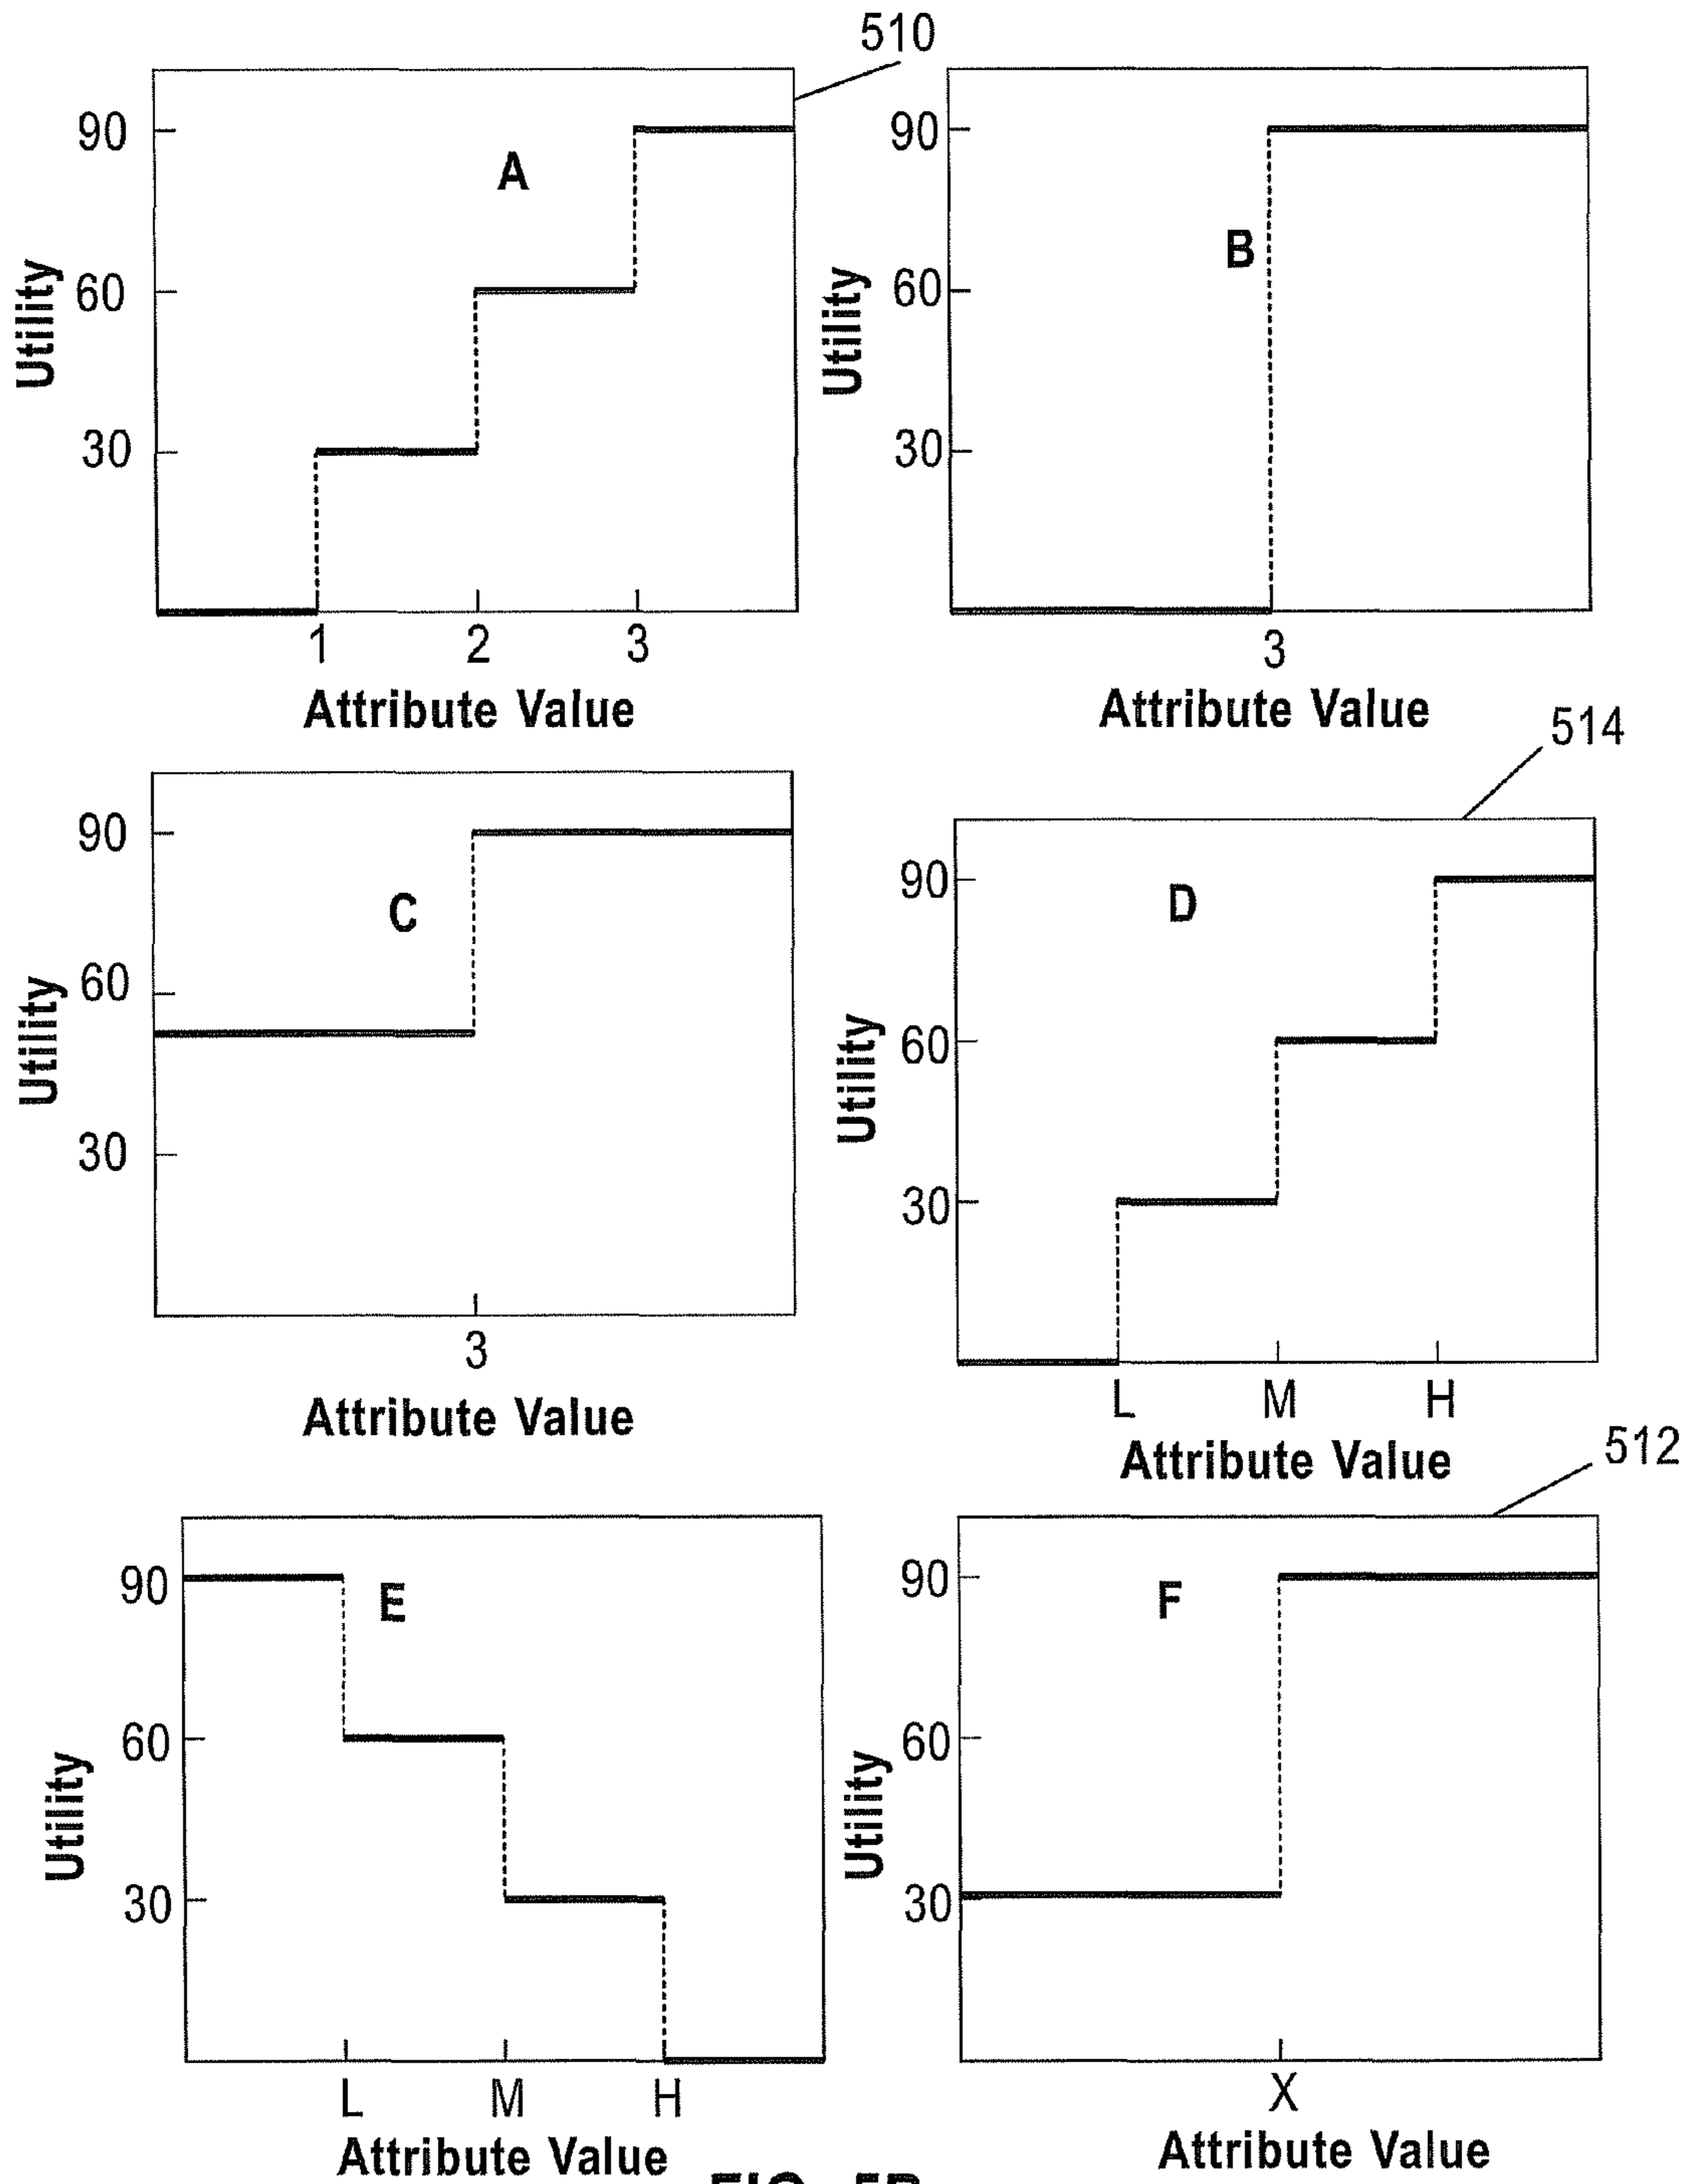 510
90
60
30
A
Utility
1 2 3
Attribute Value
90
60
30
B
Utility
3
Attribute Value
90
60
30
C
Utility
3
Attribute Value
514
90
60
30
D
Utility
L M H
Attribute Value
90
60
30
E
Utility
L M H
Attribute Value
512
90
60
30
F
Utility
X
Attribute Value